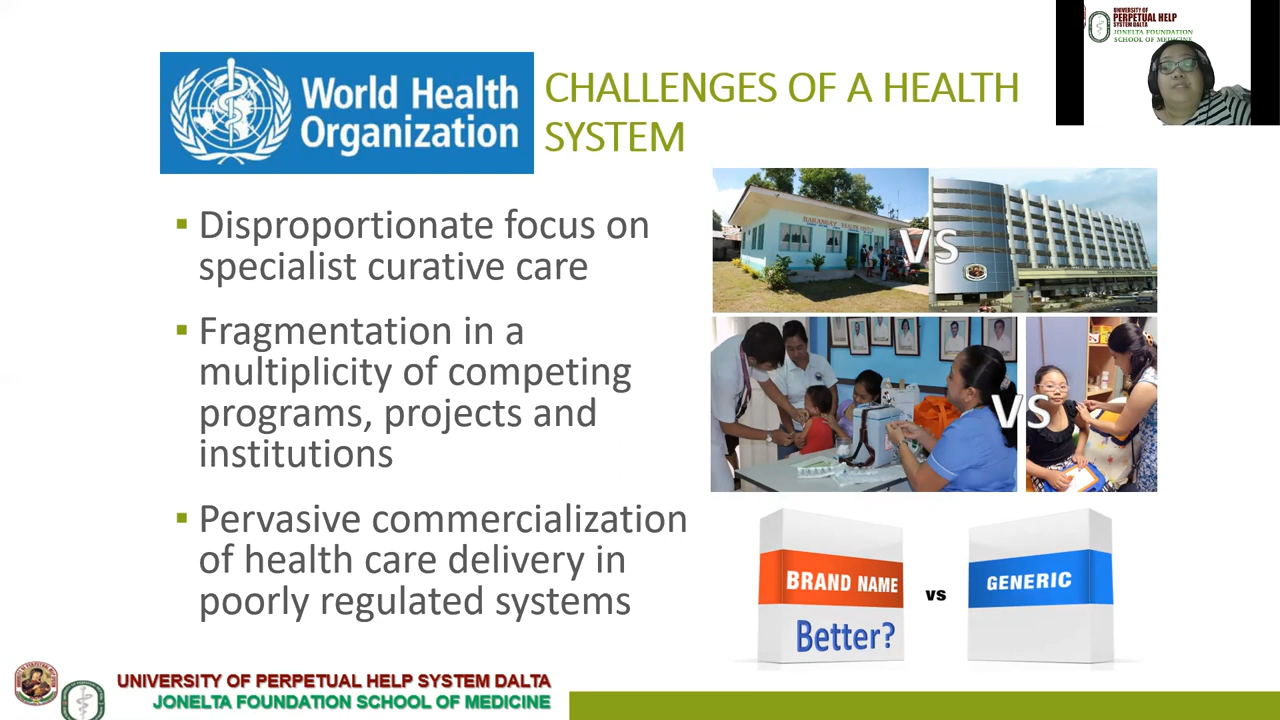 UNIVERSITY OF
PERPETUAL HELP
SYSTEM DALTA
JONELTA FOUNDATION
SCHOOL OF MEDICINE
World Health
Organization
CHALLENGES OF A HEALTH
SYSTEM
▪ Disproportionate focus on
specialist curative care
▪ Fragmentation in a
multiplicity of competing
programs, projects and
institutions
▪ Pervasive commercialization
of health care delivery in
poorly regulated systems
BARANGAY HEALTH
VS
VS
BRAND NAME
Better?
vs
GENERIC
UNIVERSITY OF PERPETUAL HELP SYSTEM DALTA
JONELTA FOUNDATION SCHOOL OF MEDICINE